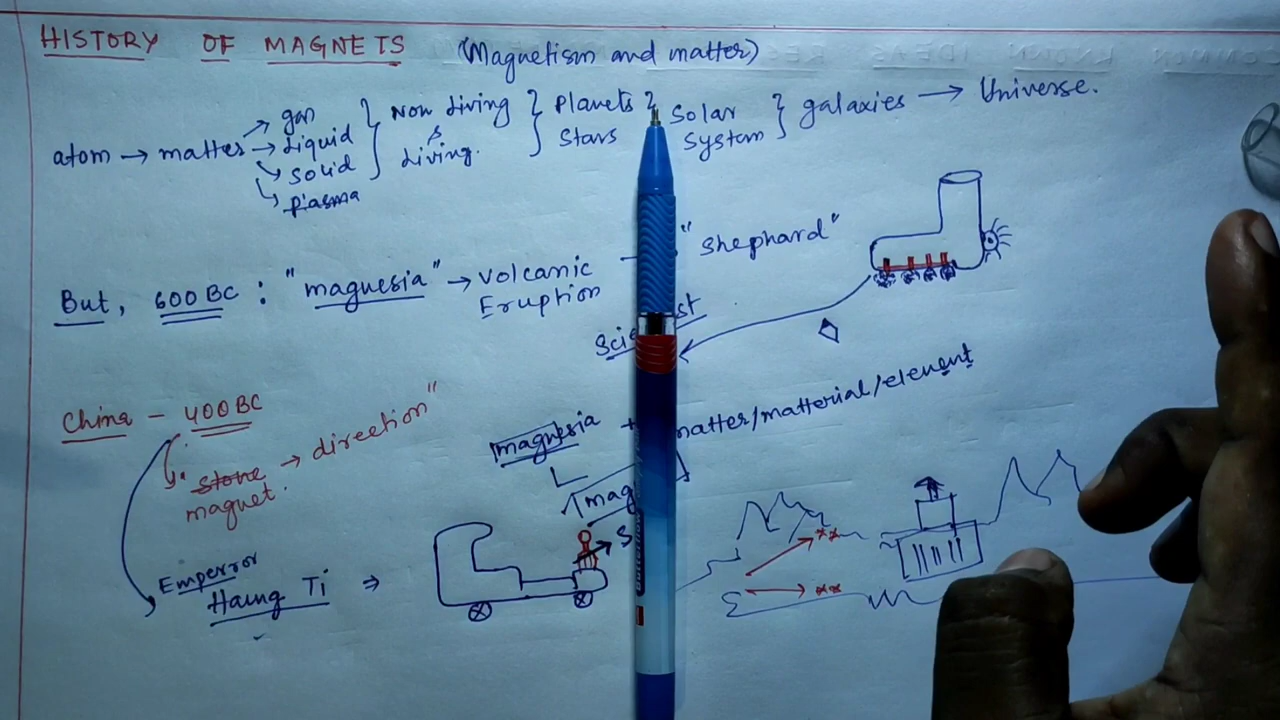 HISTORY OF MAGNETS (Magnetism and matter)
atom → matter → gas
→ Liquid
→ solid
→ plasma
Non living
&
living.
Planets
Stars
Solar
System
galaxies → Universe.
But, 600 BC : "magnesia" → volcanic
Eruption
"shephard"
China - 400 BC
stone → direction"
magnet.
magnesia + matter/matterial/element
Emperror
Haung Ti ⇒
S